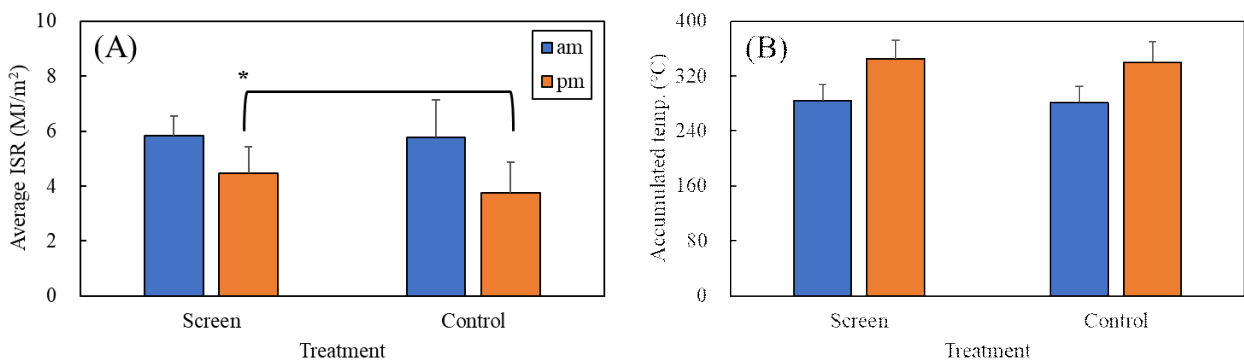 (A)
Average ISR (MJ/m²)
10
8
6
4
2
0
*
am
pm
Screen
Control
Treatment
(B)
Accumulated temp. (°C)
400
320
240
160
80
0
Screen
Control
Treatment